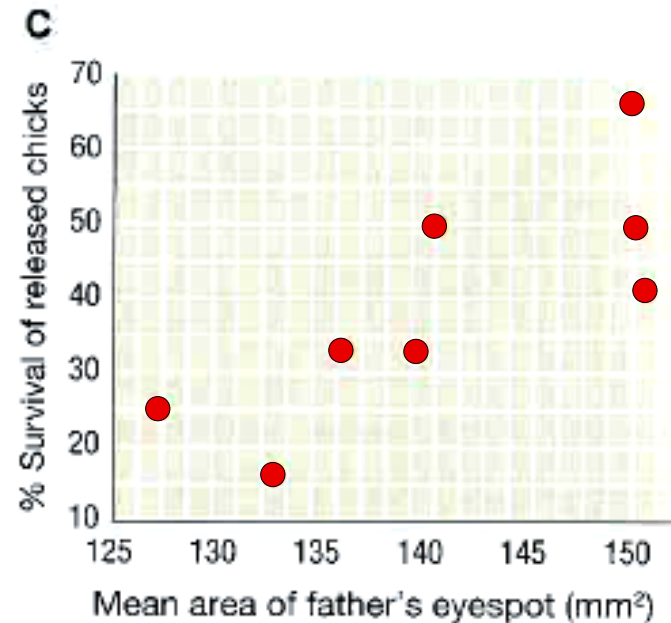 C
% Survival of released chicks
70
60
50
40
30
20
10
125 130 135 140 145 150
Mean area of father's eyespot (mm²)